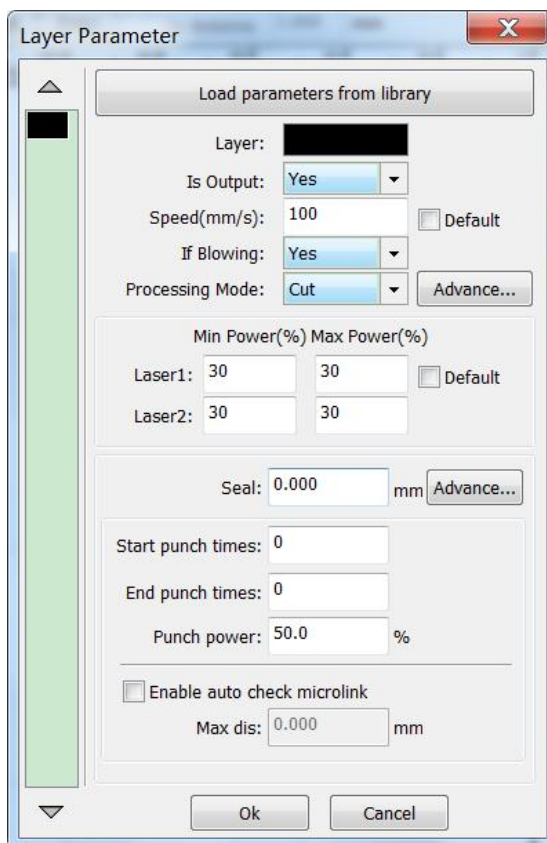 Layer Parameter
Load parameters from library
Layer:
Is Output: Yes
Speed(mm/s): 100 Default
If Blowing: Yes
Processing Mode: Cut Advance...
Min Power(%) Max Power(%)
Laser1: 30 30 Default
Laser2: 30 30
Seal: 0.000 mm Advance...
Start punch times: 0
End punch times: 0
Punch power: 50.0 %
Enable auto check microlink
Max dis: 0.000 mm
Ok Cancel